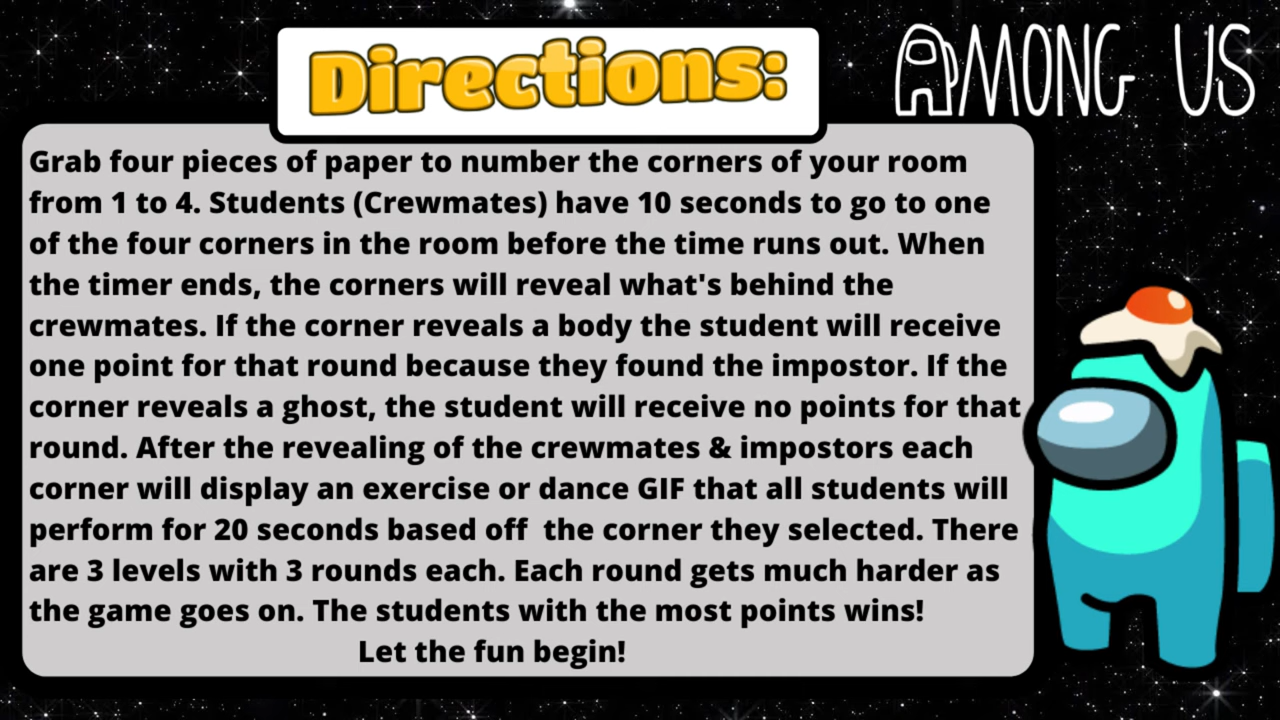 Directions:
AMONG US
Grab four pieces of paper to number the corners of your room
from 1 to 4. Students (Crewmates) have 10 seconds to go to one
of the four corners in the room before the time runs out. When
the timer ends, the corners will reveal what's behind the
crewmates. If the corner reveals a body the student will receive
one point for that round because they found the impostor. If the
corner reveals a ghost, the student will receive no points for that
round. After the revealing of the crewmates & impostors each
corner will display an exercise or dance GIF that all students will
perform for 20 seconds based off  the corner they selected. There
are 3 levels with 3 rounds each. Each round gets much harder as
the game goes on. The students with the most points wins!
Let the fun begin!